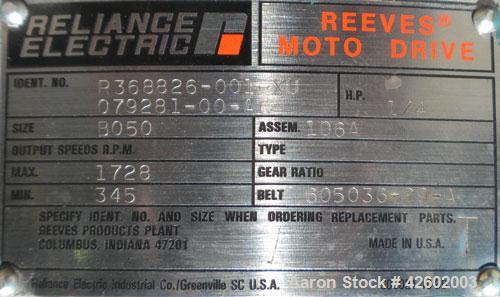 RELIANCE ELECTRIC
REEVES® MOTO DRIVE
IDENT. NO. R368826-001-XU
079281-00-A
H.P. 1/4
SIZE B050
ASSEM. 106A
OUTPUT SPEEDS R.P.M.
TYPE
MAX. 1728
GEAR RATIO
MIN. 345
BELT
SPECIFY IDENT. NO. AND SIZE WHEN ORDERING REPLACEMENT PARTS.
REEVES PRODUCTS PLANT
COLUMBUS, INDIANA 47201
MADE IN U.S.A.
Reliance Electric Industrial Co./Greenville SC U.S.A.
Aaron Stock #42602003